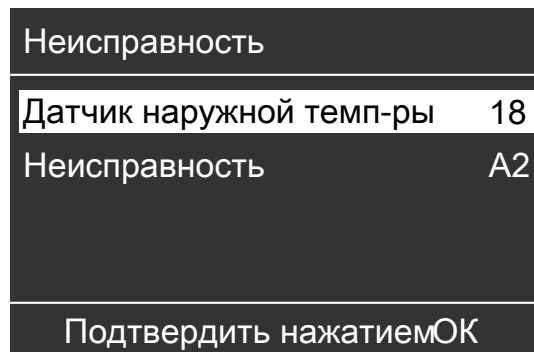 Неисправность
Датчик наружной темп-ры 18
Неисправность A2
Подтвердить нажатиемОК